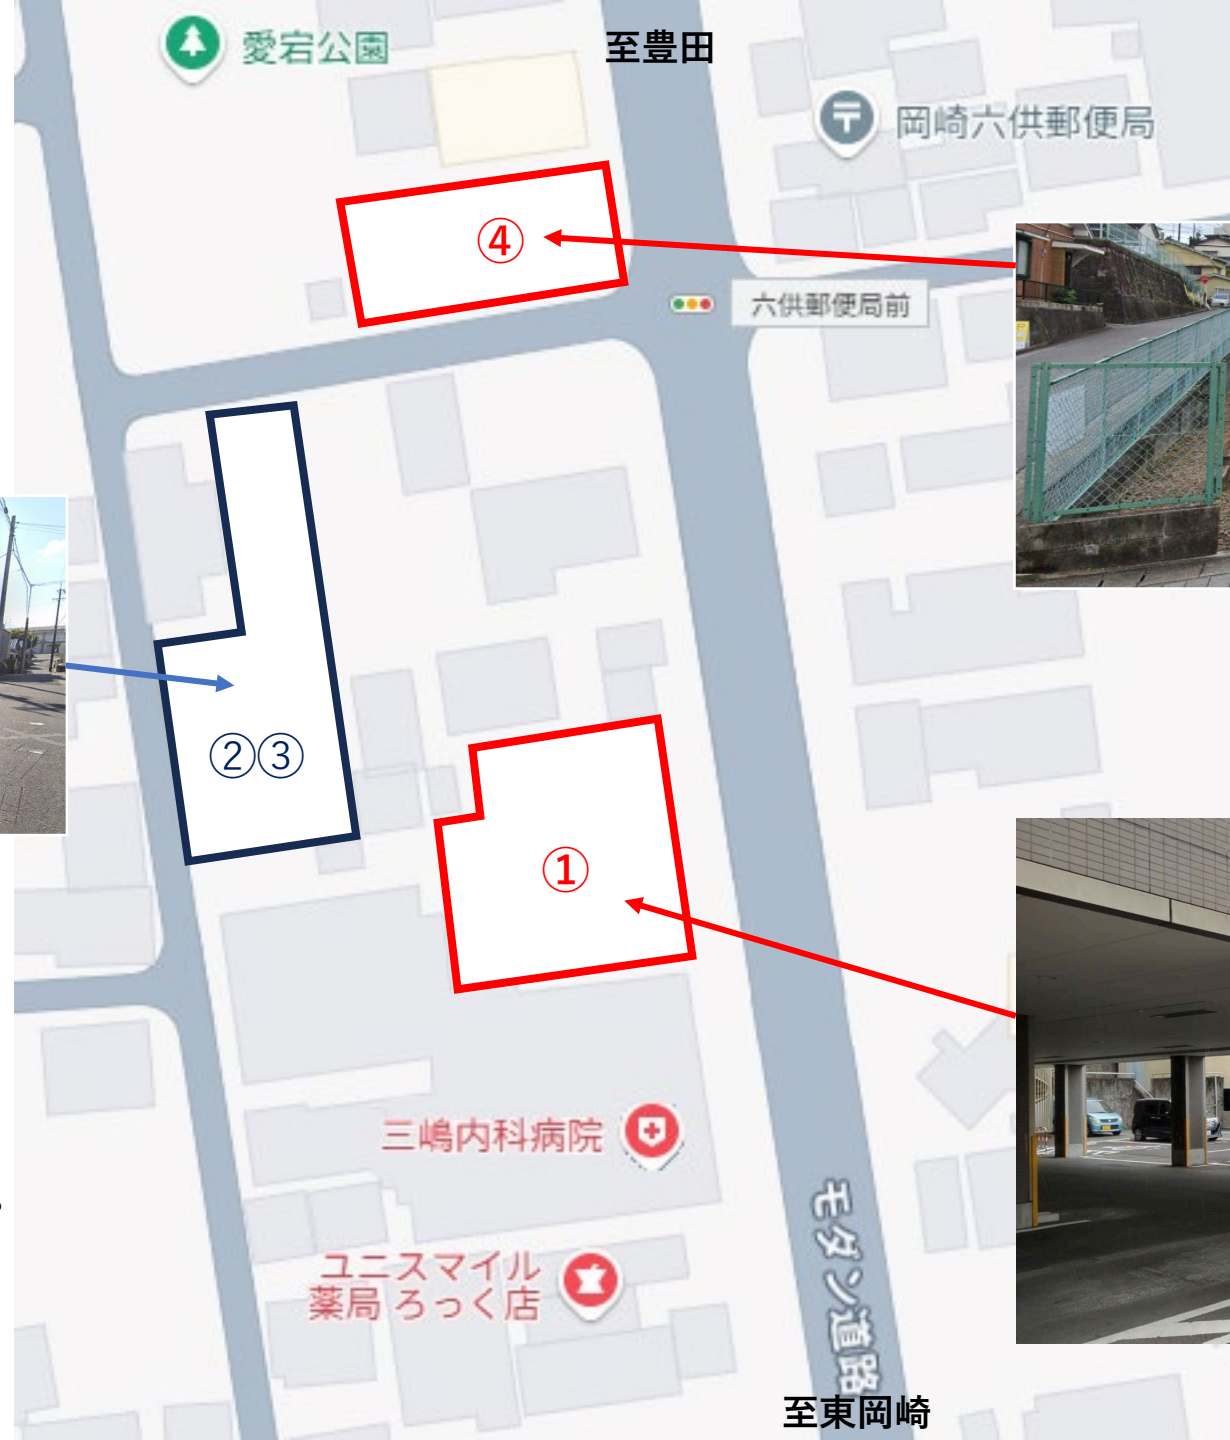 愛宕公園
至豊田
岡崎六供郵便局
④
六供郵便局前
②③
①
三嶋内科病院
ユニスマイル
薬局 ろっく店
モダン道路
至東岡崎